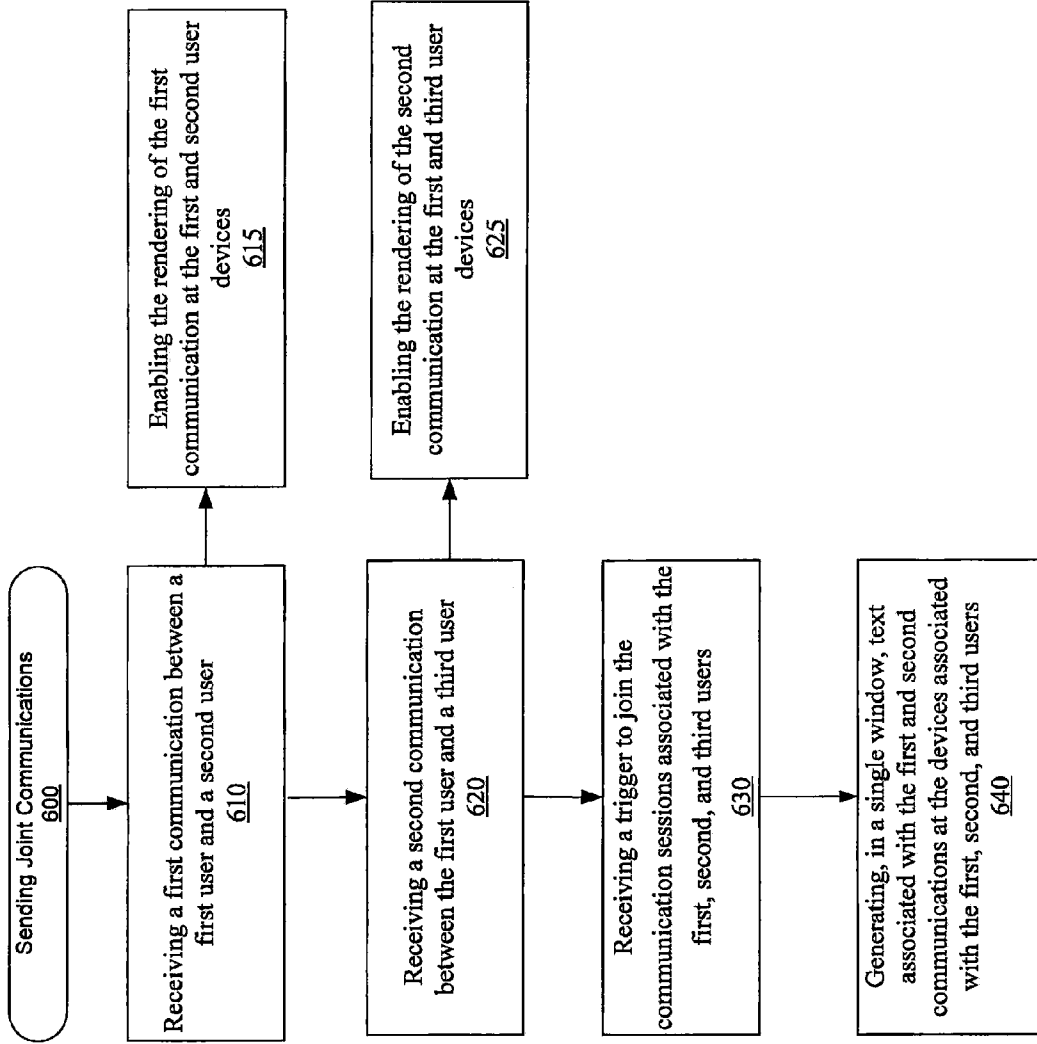 Sending Joint Communications
600
Receiving a first communication between a
first user and a second user
610
Enabling the rendering of the first
communication at the first and second user
devices
615
Receiving a second communication
between the first user and a third user
620
Enabling the rendering of the second
communication at the first and third user
devices
625
Receiving a trigger to join the
communication sessions associated with the
first, second, and third users
630
Generating, in a single window, text
associated with the first and second
communications at the devices associated
with the first, second, and third users
640